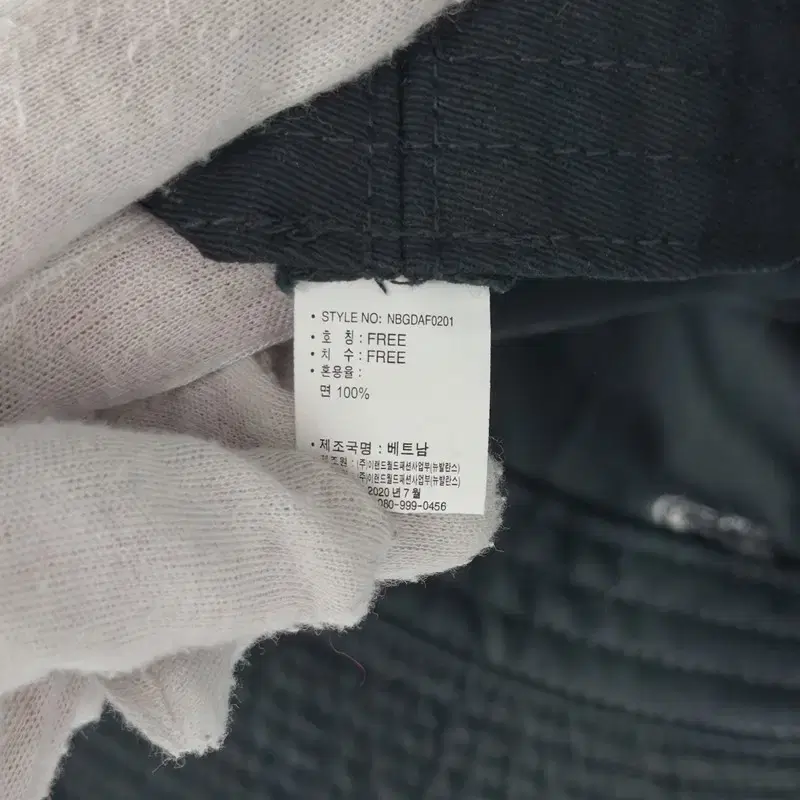 • STYLE NO: NBGDAF0201
• 호 칭 : FREE
• 치 수 : FREE
• 혼용율 :
면 100%
• 제조국명 : 베트남
제조원 : (주)이랜드월드패션사업부(뉴발란스)
(주)이랜드월드패션사업부(뉴발란스)
2020 년 7 월
080-999-0456